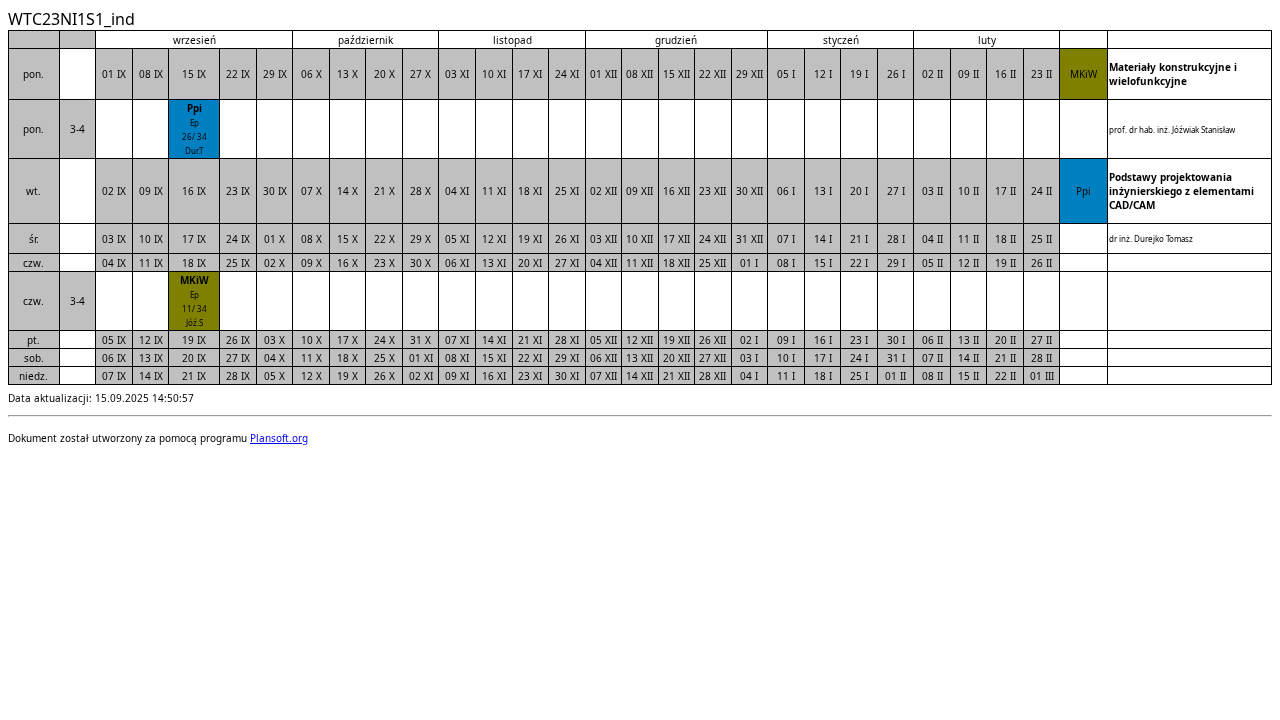 WTC23NI1S1_ind
wrzesień październik listopad grudzień styczeń luty
pon. 01 IX 08 IX 15 IX 22 IX 29 IX 06 X 13 X 20 X 27 X 03 XI 10 XI 17 XI 24 XI 01 XII 08 XII 15 XII 22 XII 29 XII 05 I 12 I 19 I 26 I 02 II 09 II 16 II 23 II MKiW Materiały konstrukcyjne i
wielofunkcyjne
pon. 3-4 Ppi
Ep
26/ 34
Dur.T
prof. dr hab. inż. Jóźwiak Stanisław
wt. 02 IX 09 IX 16 IX 23 IX 30 IX 07 X 14 X 21 X 28 X 04 XI 11 XI 18 XI 25 XI 02 XII 09 XII 16 XII 23 XII 30 XII 06 I 13 I 20 I 27 I 03 II 10 II 17 II 24 II Ppi Podstawy projektowania
inżynierskiego z elementami
CAD/CAM
śr. 03 IX 10 IX 17 IX 24 IX 01 X 08 X 15 X 22 X 29 X 05 XI 12 XI 19 XI 26 XI 03 XII 10 XII 17 XII 24 XII 31 XII 07 I 14 I 21 I 28 I 04 II 11 II 18 II 25 II dr inż. Durejko Tomasz
czw. 04 IX 11 IX 18 IX 25 IX 02 X 09 X 16 X 23 X 30 X 06 XI 13 XI 20 XI 27 XI 04 XII 11 XII 18 XII 25 XII 01 I 08 I 15 I 22 I 29 I 05 II 12 II 19 II 26 II
czw. 3-4 MKiW
Ep
11/ 34
Jóź.S
pt. 05 IX 12 IX 19 IX 26 IX 03 X 10 X 17 X 24 X 31 X 07 XI 14 XI 21 XI 28 XI 05 XII 12 XII 19 XII 26 XII 02 I 09 I 16 I 23 I 30 I 06 II 13 II 20 II 27 II
sob. 06 IX 13 IX 20 IX 27 IX 04 X 11 X 18 X 25 X 01 XI 08 XI 15 XI 22 XI 29 XI 06 XII 13 XII 20 XII 27 XII 03 I 10 I 17 I 24 I 31 I 07 II 14 II 21 II 28 II
niedz. 07 IX 14 IX 21 IX 28 IX 05 X 12 X 19 X 26 X 02 XI 09 XI 16 XI 23 XI 30 XI 07 XII 14 XII 21 XII 28 XII 04 I 11 I 18 I 25 I 01 II 08 II 15 II 22 II 01 III
Data aktualizacji: 15.09.2025 14:50:57
Dokument został utworzony za pomocą programu Plansoft.org